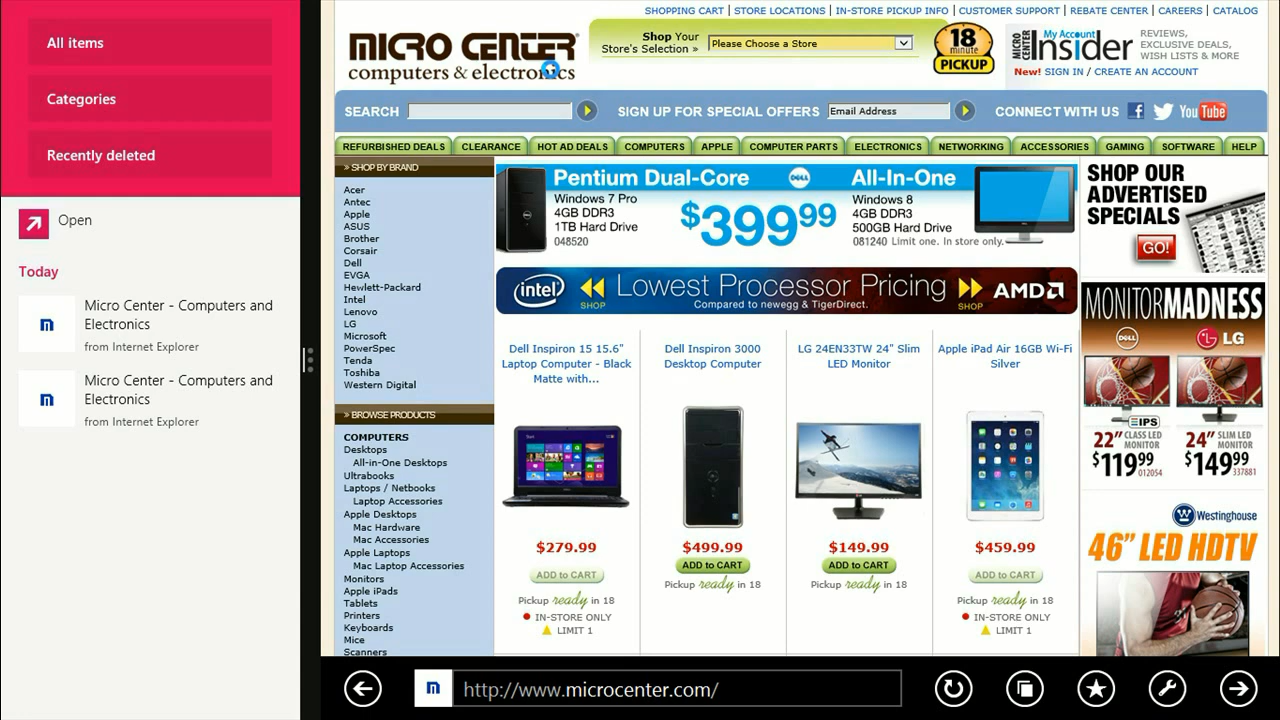 All items
Categories
Recently deleted
Open
Today
Micro Center - Computers and
Electronics
from Internet Explorer
Micro Center - Computers and
Electronics
from Internet Explorer
SHOPPING CART | STORE LOCATIONS | IN-STORE PICKUP INFO | CUSTOMER SUPPORT | REBATE CENTER | CAREERS | CATALOG
MICRO CENTER
computers & electronics
Shop Your
Store's Selection »
Please Choose a Store
18
minute
PICKUP
MICRO CENTER
My Account
Insider
REVIEWS,
EXCLUSIVE DEALS,
WISH LISTS & MORE
New! SIGN IN / CREATE AN ACCOUNT
SEARCH
SIGN UP FOR SPECIAL OFFERS
Email Address
CONNECT WITH US
You Tube
REFURBISHED DEALS
CLEARANCE
HOT AD DEALS
COMPUTERS
APPLE
COMPUTER PARTS
ELECTRONICS
NETWORKING
ACCESSORIES
GAMING
SOFTWARE
HELP
» SHOP BY BRAND
Acer
Antec
Apple
ASUS
Brother
Corsair
Dell
EVGA
Hewlett-Packard
Intel
Lenovo
LG
Microsoft
PowerSpec
Tenda
Toshiba
Western Digital
» BROWSE PRODUCTS
COMPUTERS
Desktops
All-in-One Desktops
Ultrabooks
Laptops / Netbooks
Laptop Accessories
Apple Desktops
Mac Hardware
Mac Accessories
Apple Laptops
Mac Laptop Accessories
Monitors
Apple iPads
Tablets
Printers
Keyboards
Mice
Scanners
Pentium Dual-Core
Windows 7 Pro
4GB DDR3
1TB Hard Drive
048520
$399 99
DELL
All-In-One
Windows 8
4GB DDR3
500GB Hard Drive
081240 Limit one. In store only.
intel
SHOP
Lowest Processor Pricing
Compared to newegg & TigerDirect.
SHOP
AMD
Dell Inspiron 15 15.6"
Laptop Computer - Black
Matte with...
$279.99
ADD to CART
Pickup ready in 18
IN-STORE ONLY
LIMIT 1
Dell Inspiron 3000
Desktop Computer
$499.99
ADD to CART
Pickup ready in 18
LG 24EN33TW 24" Slim
LED Monitor
$149.99
ADD to CART
Pickup ready in 18
Apple iPad Air 16GB Wi-Fi
Silver
$459.99
ADD to CART
Pickup ready in 18
IN-STORE ONLY
LIMIT 1
SHOP OUR
ADVERTISED
SPECIALS
GO!
MONITORMADNESS
DELL
LG
IPS
22" CLASS LED
MONITOR
$119 99 012054
24" SLIM LED
MONITOR
$149 99 337881
Westinghouse
46" LED HDTV
http://www.microcenter.com/